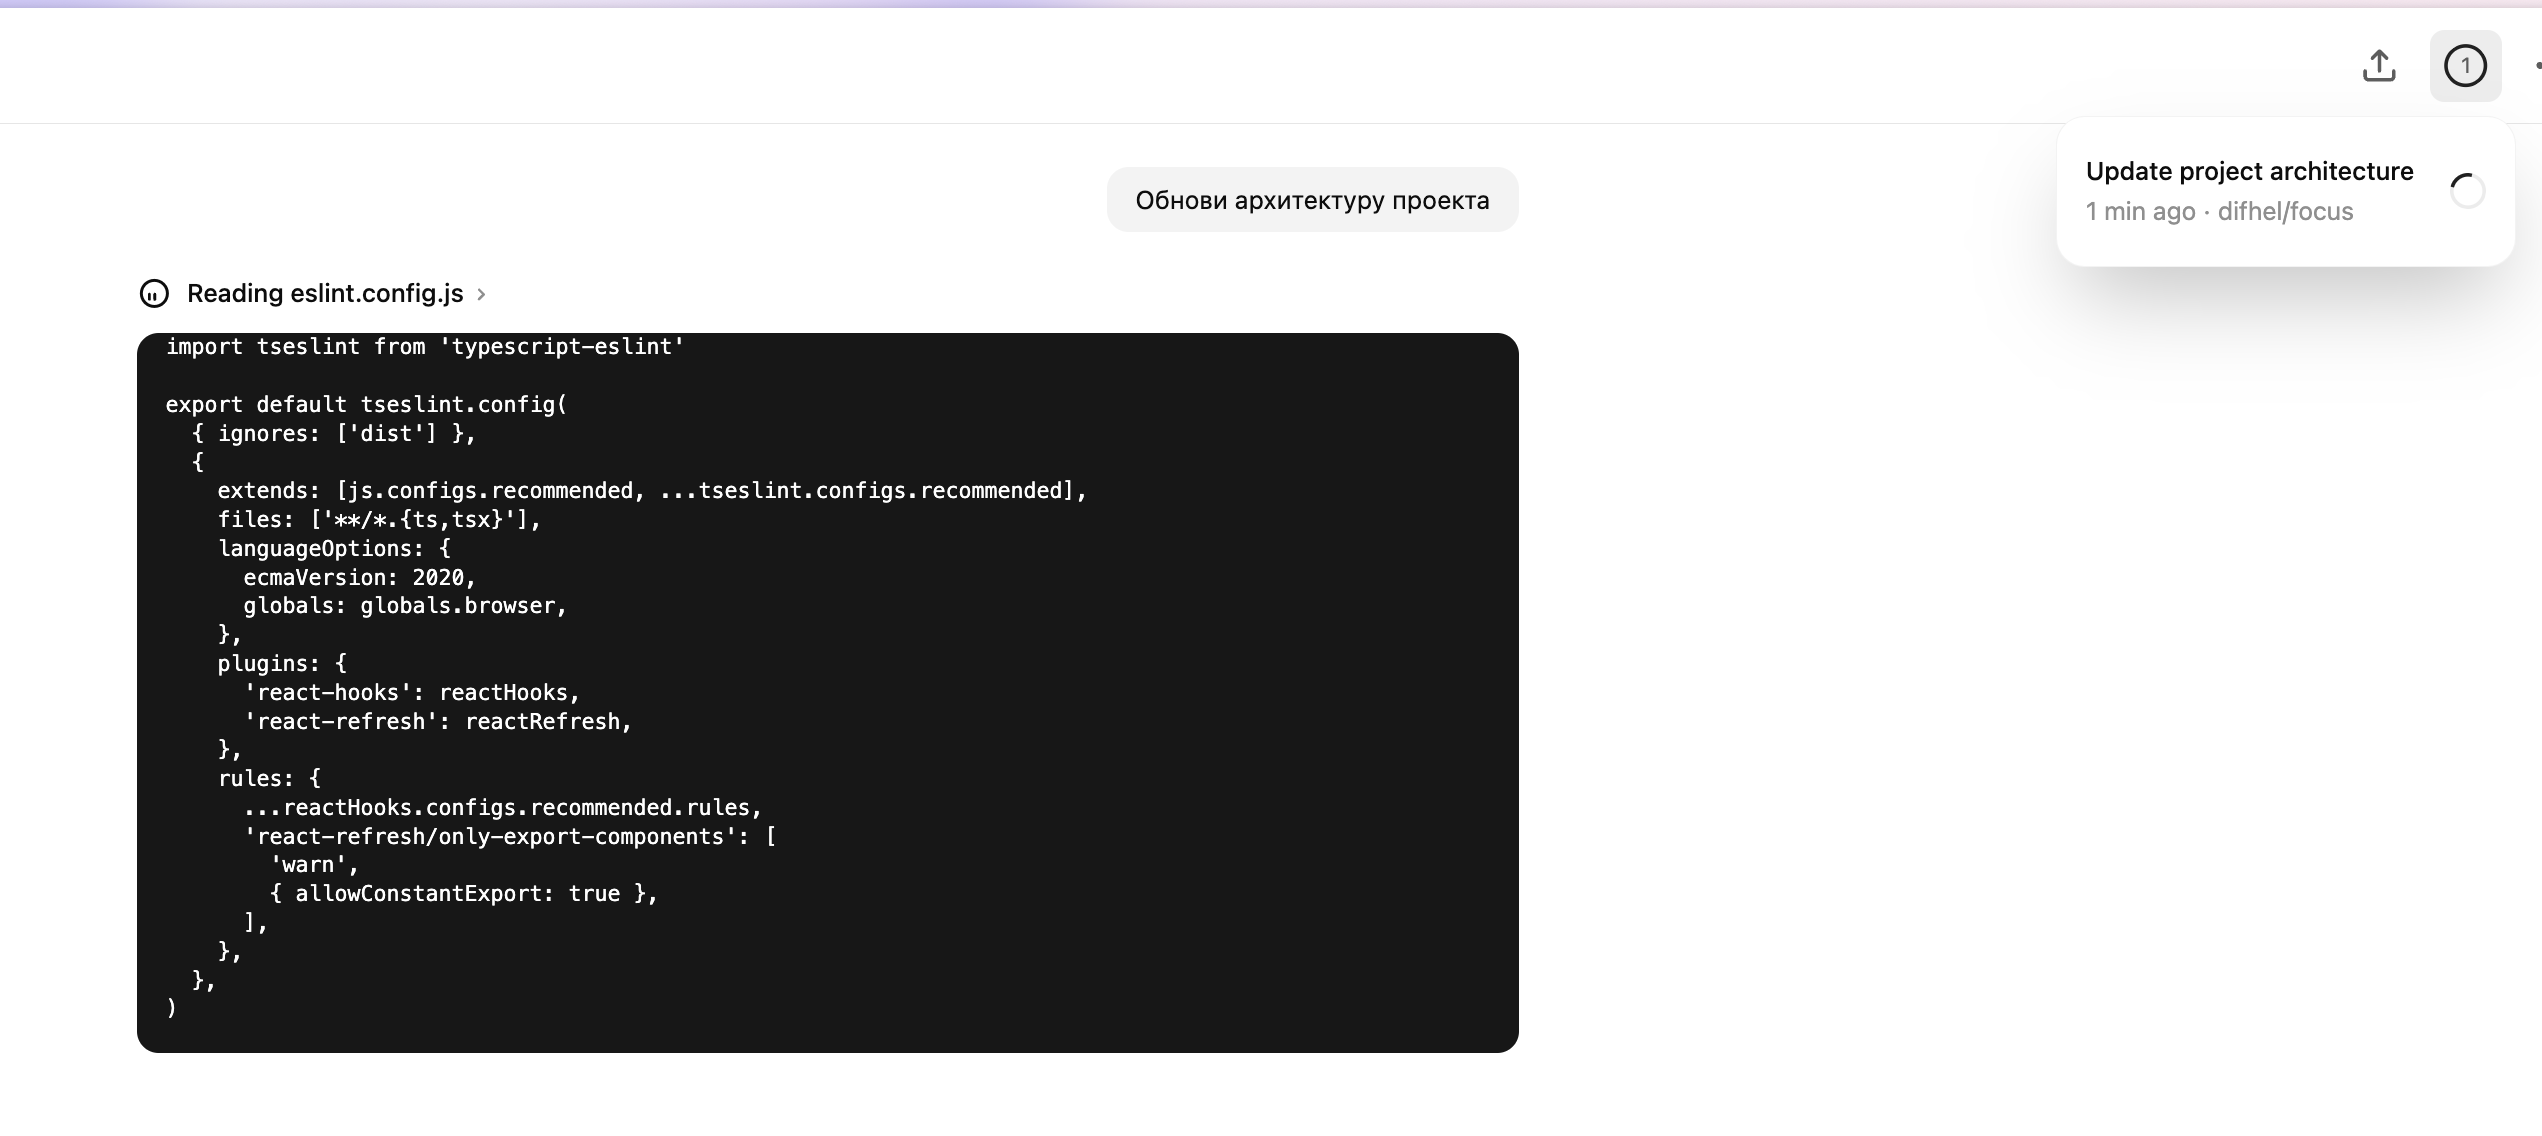 1
Update project architecture
1 min ago · difhel/focus
Обнови архитектуру проекта
Reading eslint.config.js
import tseslint from 'typescript-eslint'

export default tseslint.config(
  { ignores: ['dist'] },
  {
    extends: [js.configs.recommended, ...tseslint.configs.recommended],
    files: ['**/*.{ts,tsx}'],
    languageOptions: {
      ecmaVersion: 2020,
      globals: globals.browser,
    },
    plugins: {
      'react-hooks': reactHooks,
      'react-refresh': reactRefresh,
    },
    rules: {
      ...reactHooks.configs.recommended.rules,
      'react-refresh/only-export-components': [
        'warn',
        { allowConstantExport: true },
      ],
    },
  },
)